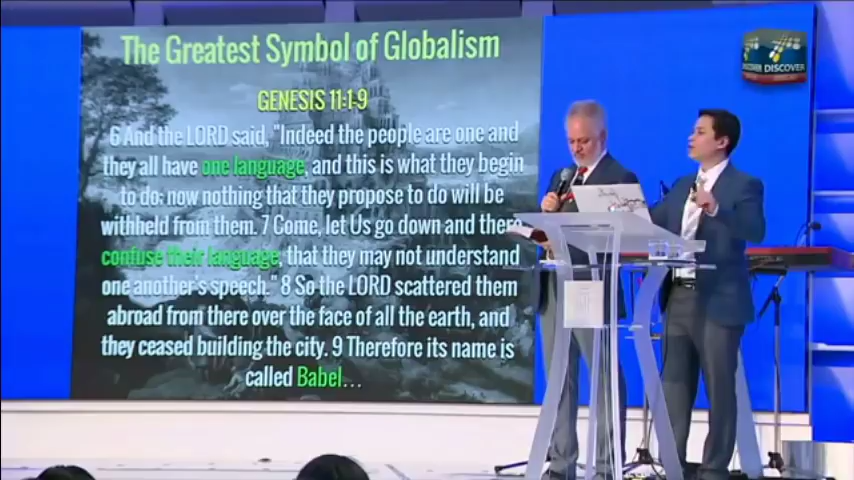 The Greatest Symbol of Globalism
GENESIS 11:1-9
6 And the LORD said, "Indeed the people are one and
they all have one language, and this is what they begin
to do; now nothing that they propose to do will be
withheld from them. 7 Come, let Us go down and there
confuse their language, that they may not understand
one another's speech." 8 So the LORD scattered them
abroad from there over the face of all the earth, and
they ceased building the city. 9 Therefore its name is
called Babel...
DISCOVER